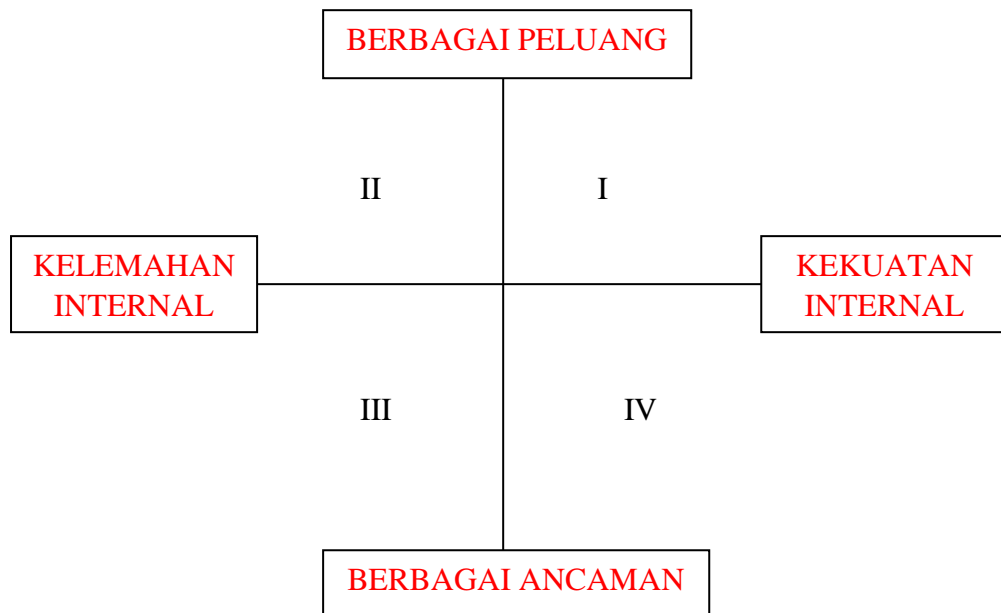 BERBAGAI PELUANG
II
I
KELEMAHAN
INTERNAL
KEKUATAN
INTERNAL
III
IV
BERBAGAI ANCAMAN